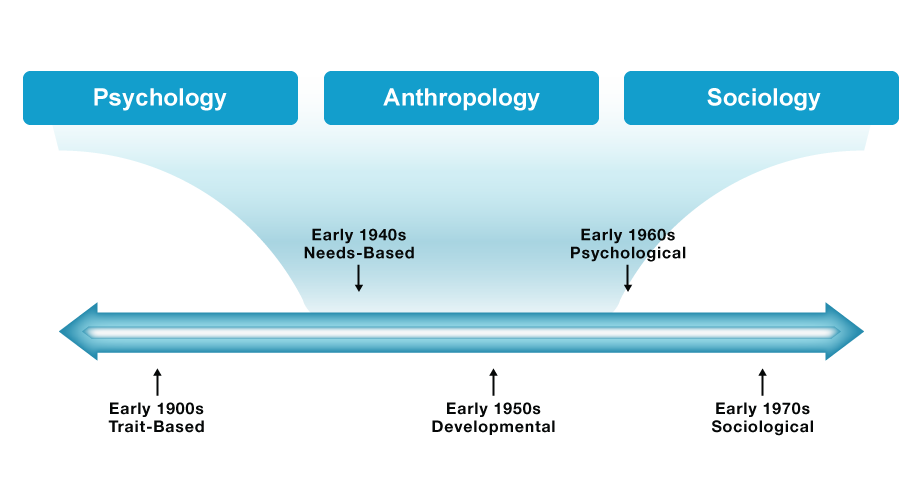 Psychology
Anthropology
Sociology
Early 1940s
Needs-Based
Early 1960s
Psychological
Early 1900s
Trait-Based
Early 1950s
Developmental
Early 1970s
Sociological